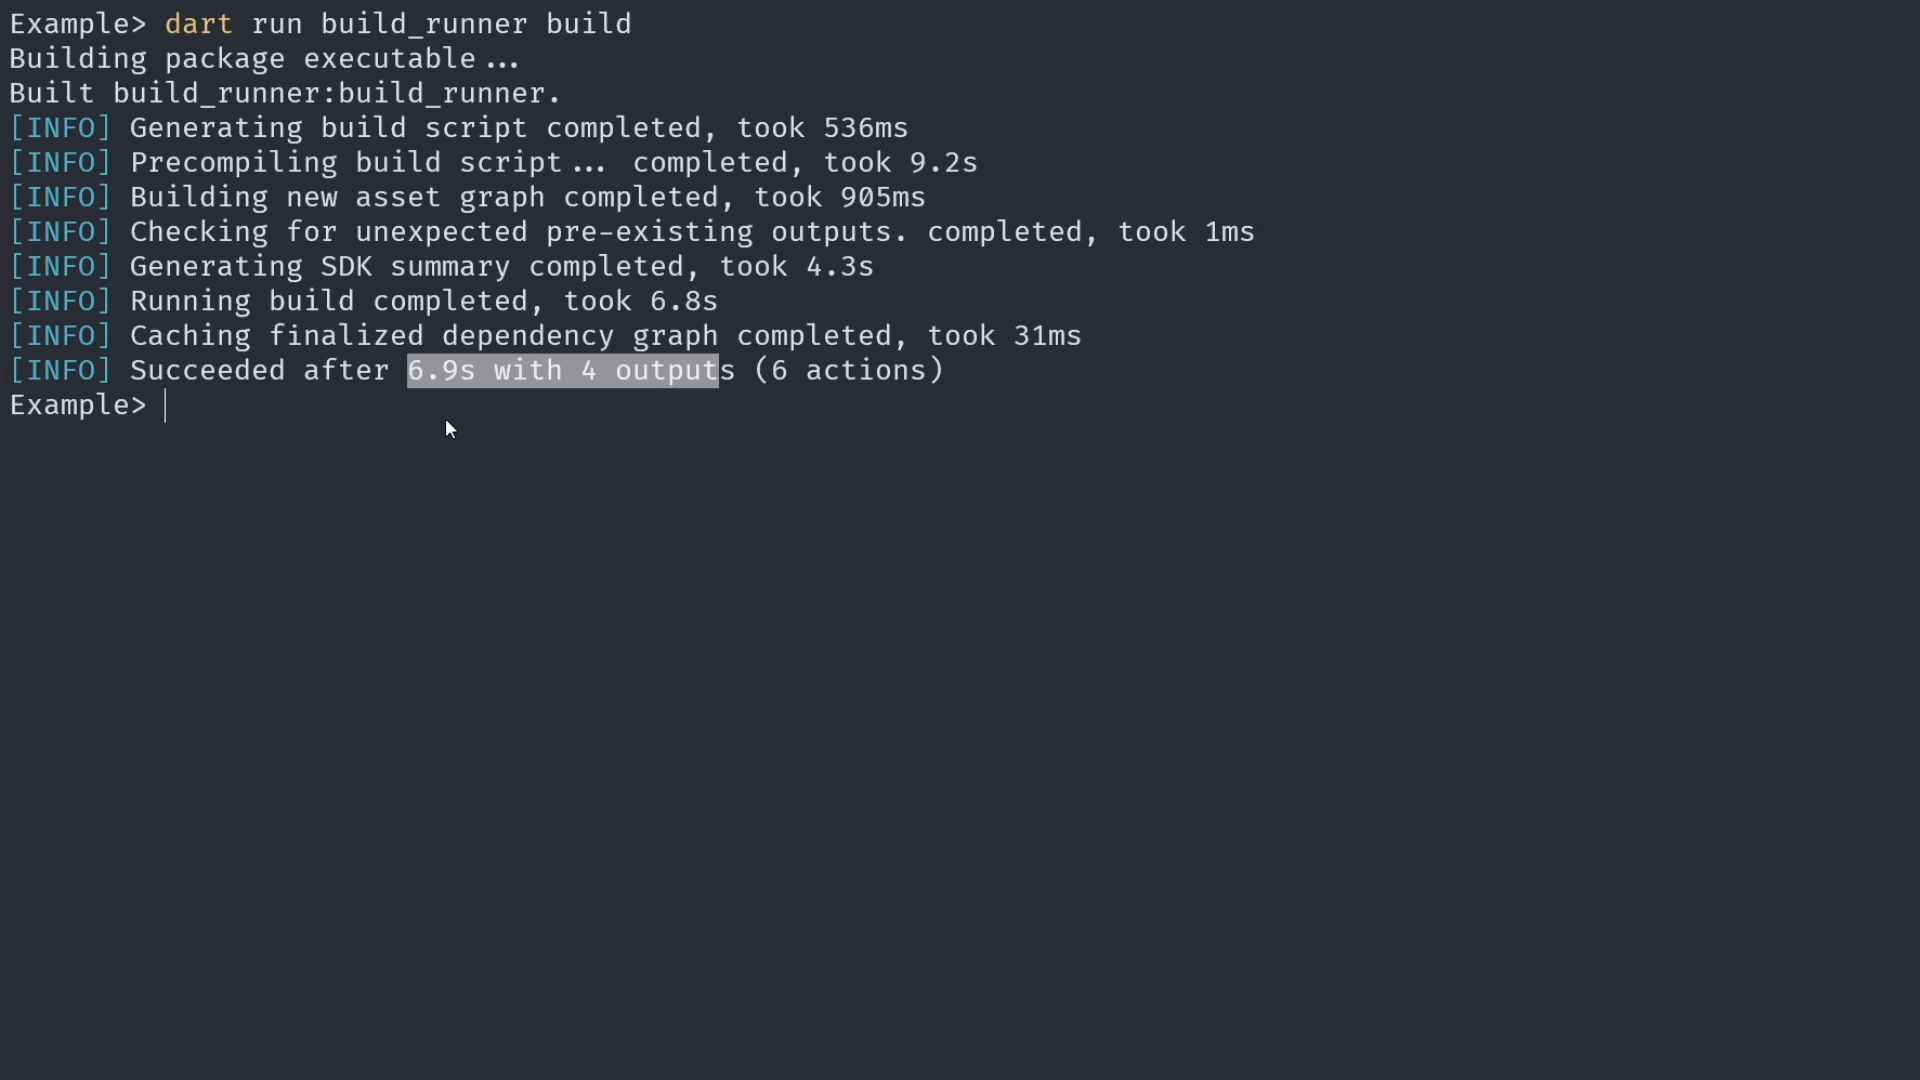 Example> dart run build_runner build
Building package executable...
Built build_runner:build_runner.
[INFO] Generating build script completed, took 536ms
[INFO] Precompiling build script... completed, took 9.2s
[INFO] Building new asset graph completed, took 905ms
[INFO] Checking for unexpected pre-existing outputs. completed, took 1ms
[INFO] Generating SDK summary completed, took 4.3s
[INFO] Running build completed, took 6.8s
[INFO] Caching finalized dependency graph completed, took 31ms
[INFO] Succeeded after 6.9s with 4 outputs (6 actions)
Example>